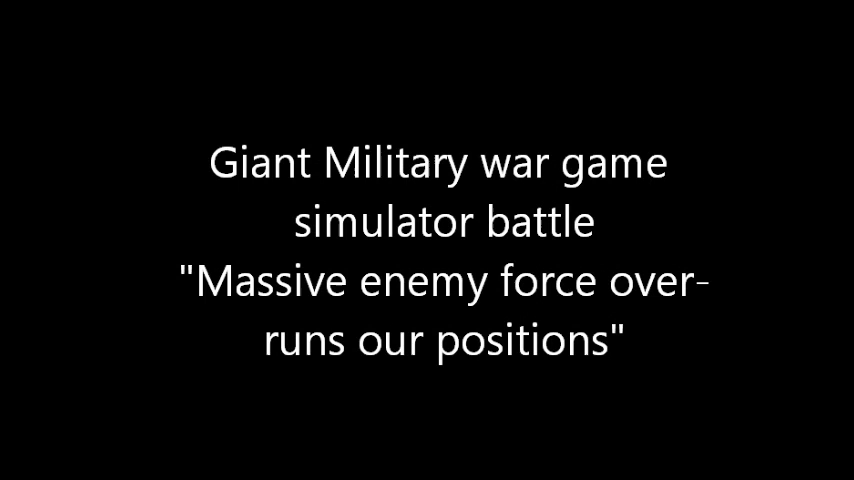 Giant Military war game
simulator battle
"Massive enemy force over-
runs our positions"